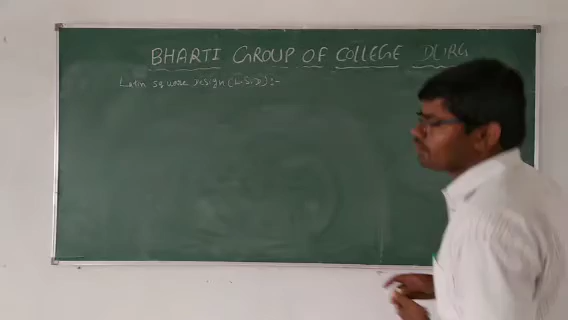 BHARTI GROUP OF COLLEGE DURG
Latin square design (L.S.D) :-